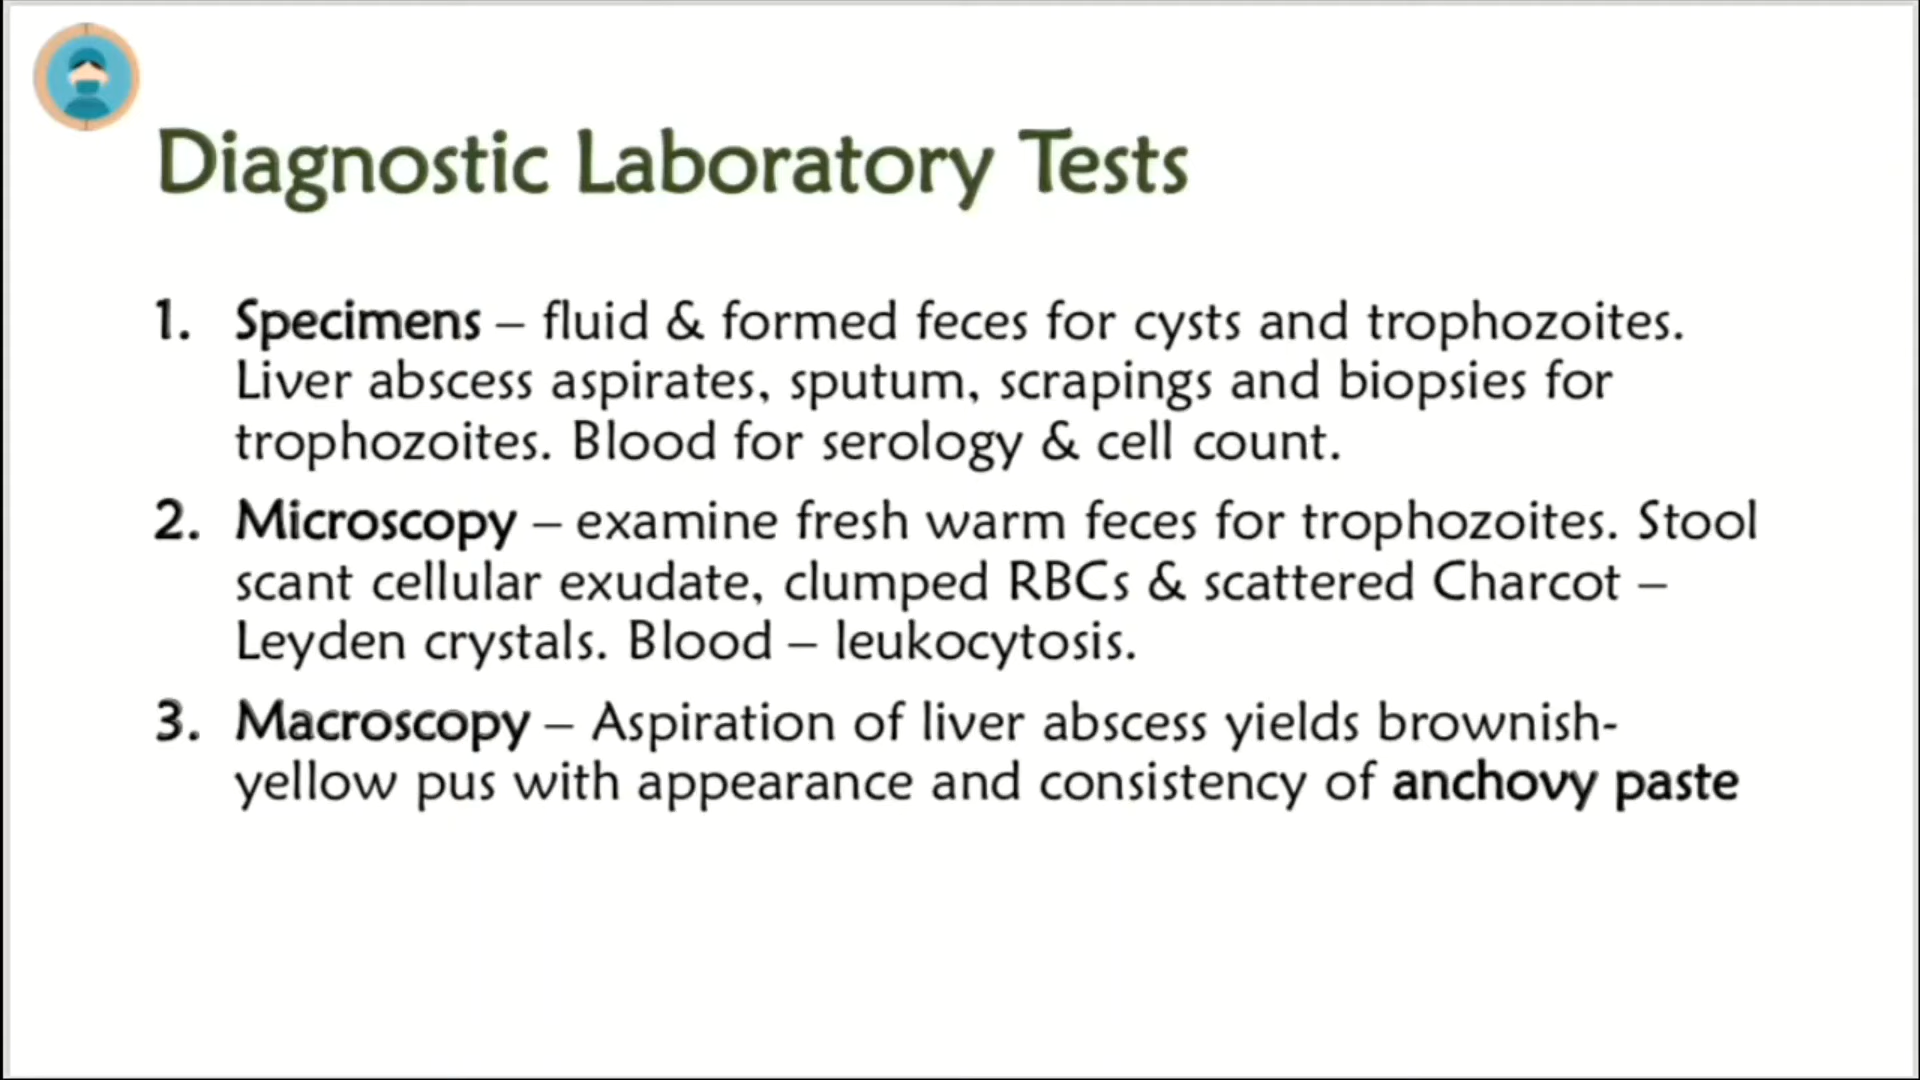 Diagnostic Laboratory Tests
1. Specimens – fluid & formed feces for cysts and trophozoites.
Liver abscess aspirates, sputum, scrapings and biopsies for
trophozoites. Blood for serology & cell count.
2. Microscopy – examine fresh warm feces for trophozoites. Stool
scant cellular exudate, clumped RBCs & scattered Charcot –
Leyden crystals. Blood – leukocytosis.
3. Macroscopy – Aspiration of liver abscess yields brownish-
yellow pus with appearance and consistency of anchovy paste